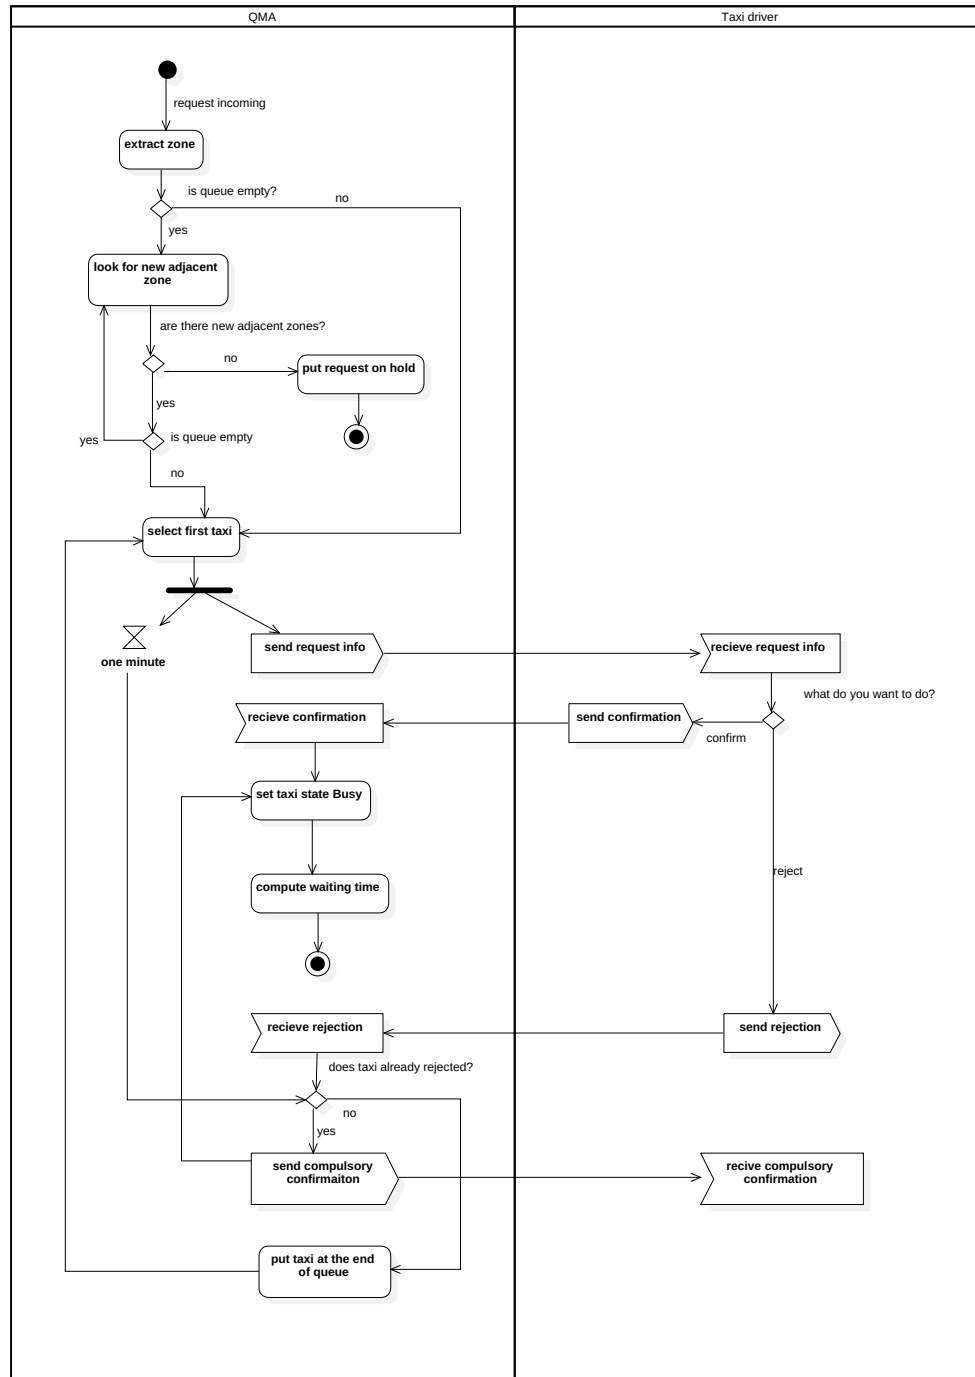 QMA
Taxi driver
request incoming
extract zone
is queue empty?
no
yes
look for new adjacent
zone
are there new adjacent zones?
no
put request on hold
yes
yes
is queue empty
no
select first taxi
one minute
send request info
recieve request info
what do you want to do?
recieve confirmation
send confirmation
confirm
set taxi state Busy
reject
compute waiting time
recieve rejection
send rejection
does taxi already rejected?
no
yes
send compulsory
confirmaiton
recive compulsory
confirmation
put taxi at the end
of queue